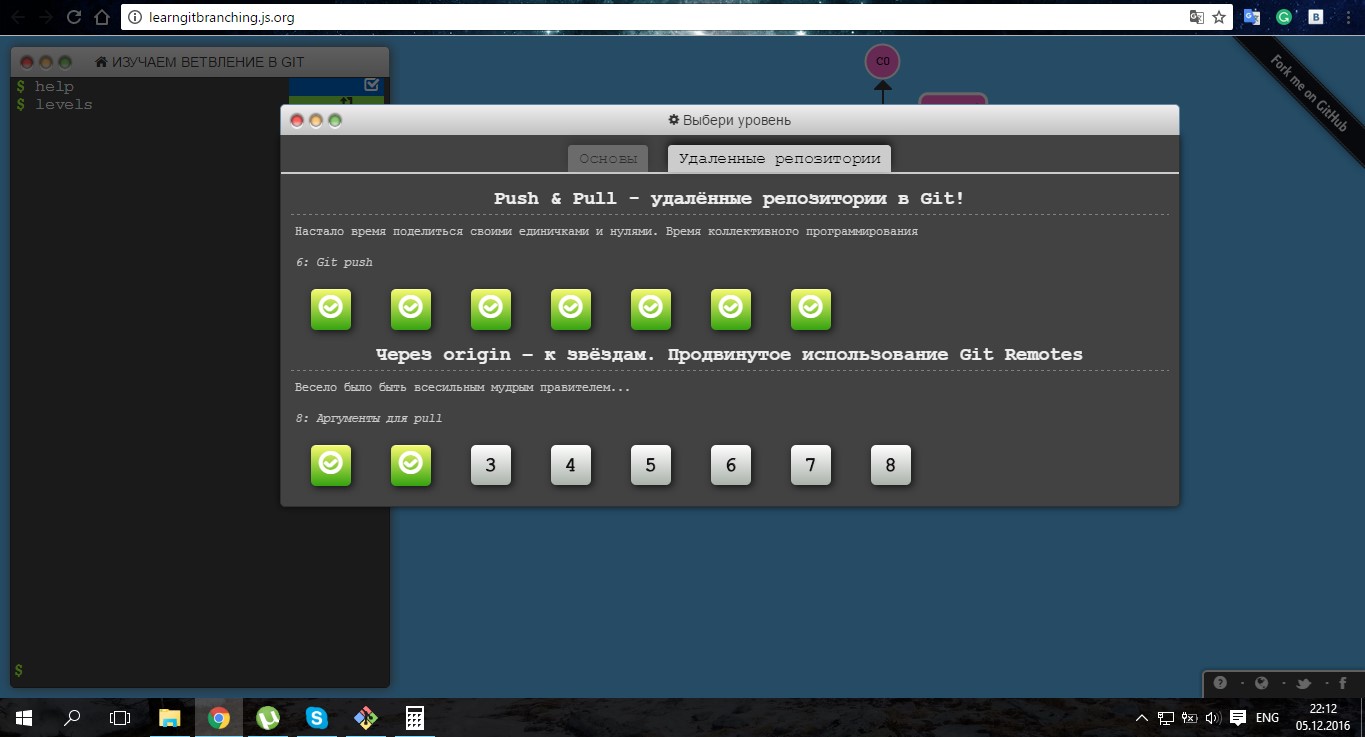 learngitbranching.js.org
Fork me on GitHub
ИЗУЧАЕМ ВЕТВЛЕНИЕ В GIT
$ help
$ levels
C0
Выбери уровень
Основы
Удаленные репозитории
Push & Pull - удалённые репозитории в Git!
Настало время поделиться своими единичками и нулями. Время коллективного программирования
6: Git push
Через origin – к звёздам. Продвинутое использование Git Remotes
Весело было быть всесильным мудрым правителем...
8: Аргументы для pull
3 4 5 6 7 8
$
ENG
22:12
05.12.2016